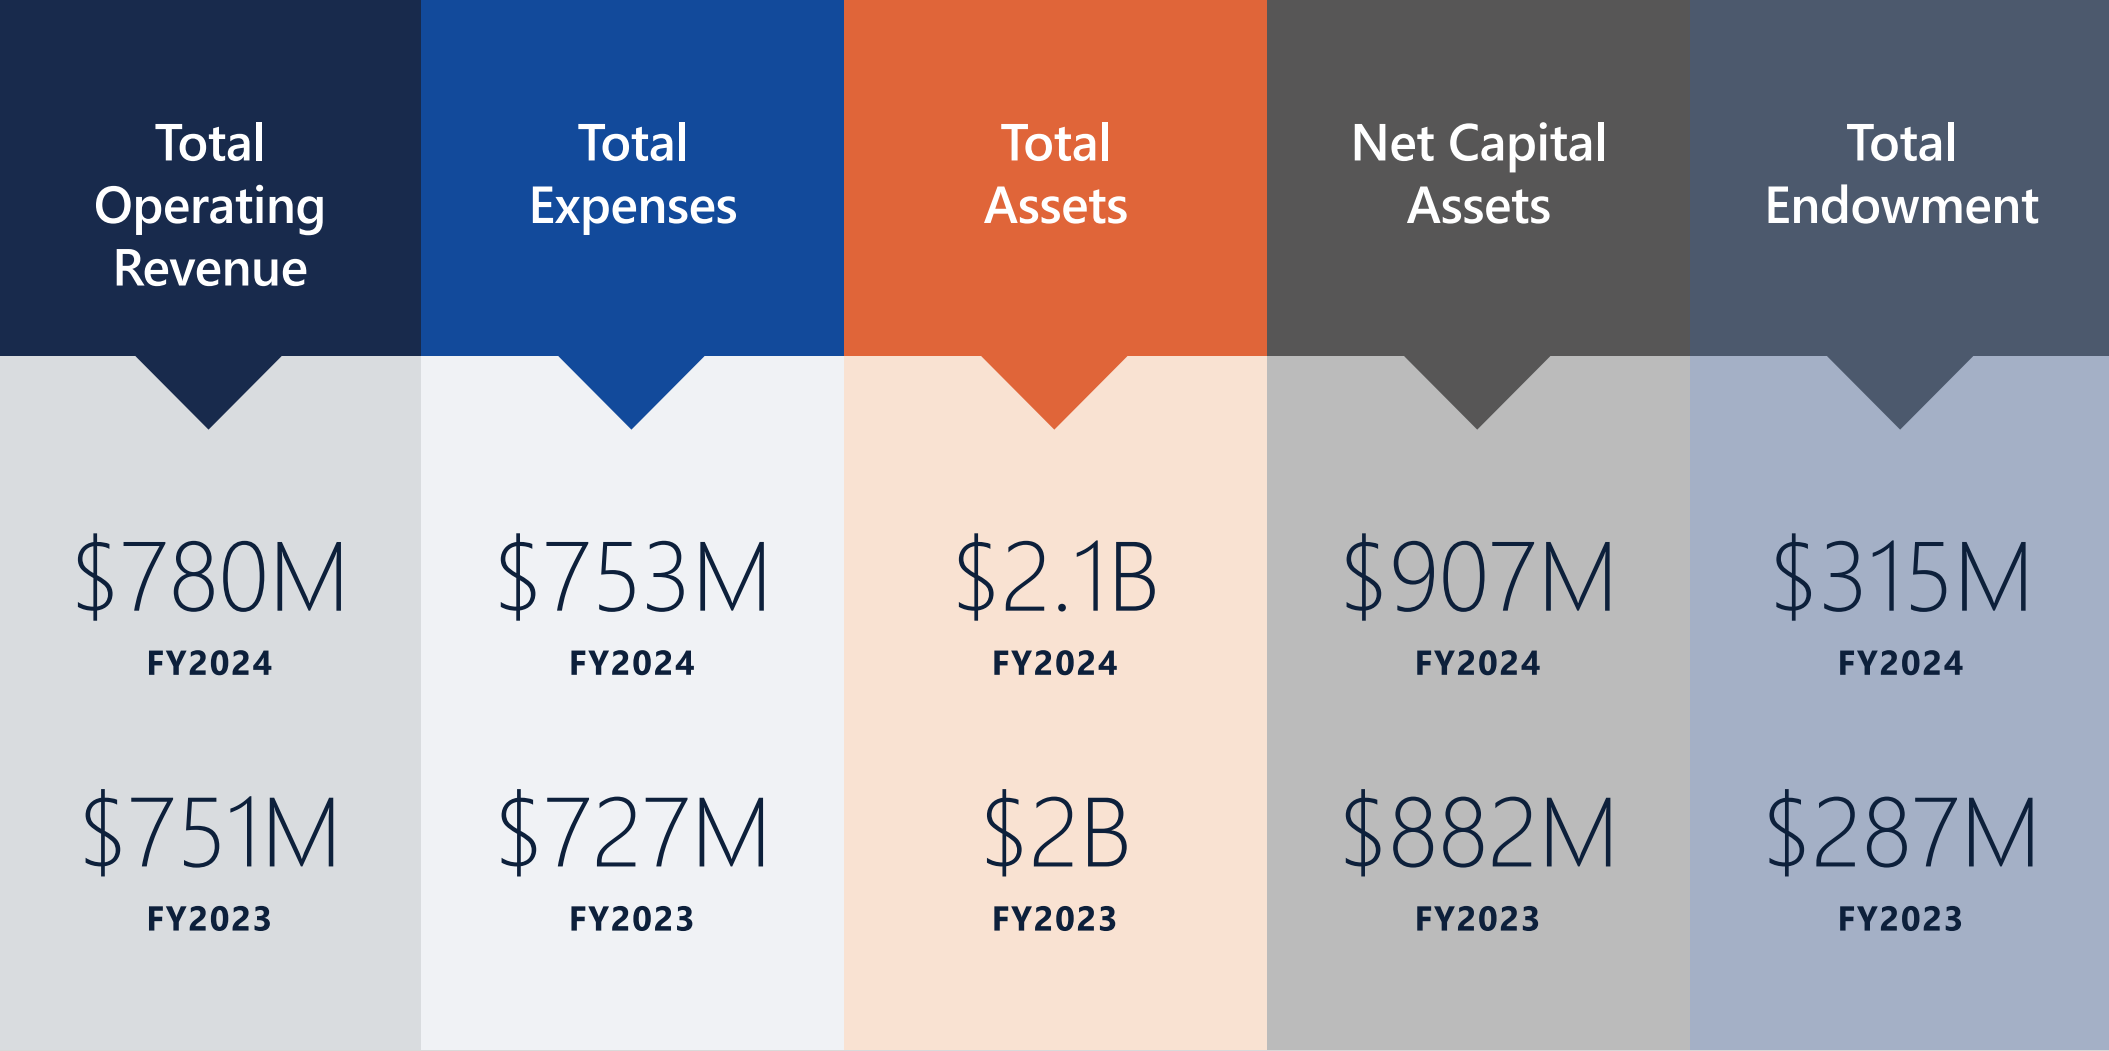 Total
Operating
Revenue
$780M
FY2024
$751M
FY2023
Total
Expenses
$753M
FY2024
$727M
FY2023
Total
Assets
$2.1B
FY2024
$2B
FY2023
Net Capital
Assets
$907M
FY2024
$882M
FY2023
Total
Endowment
$315M
FY2024
$287M
FY2023